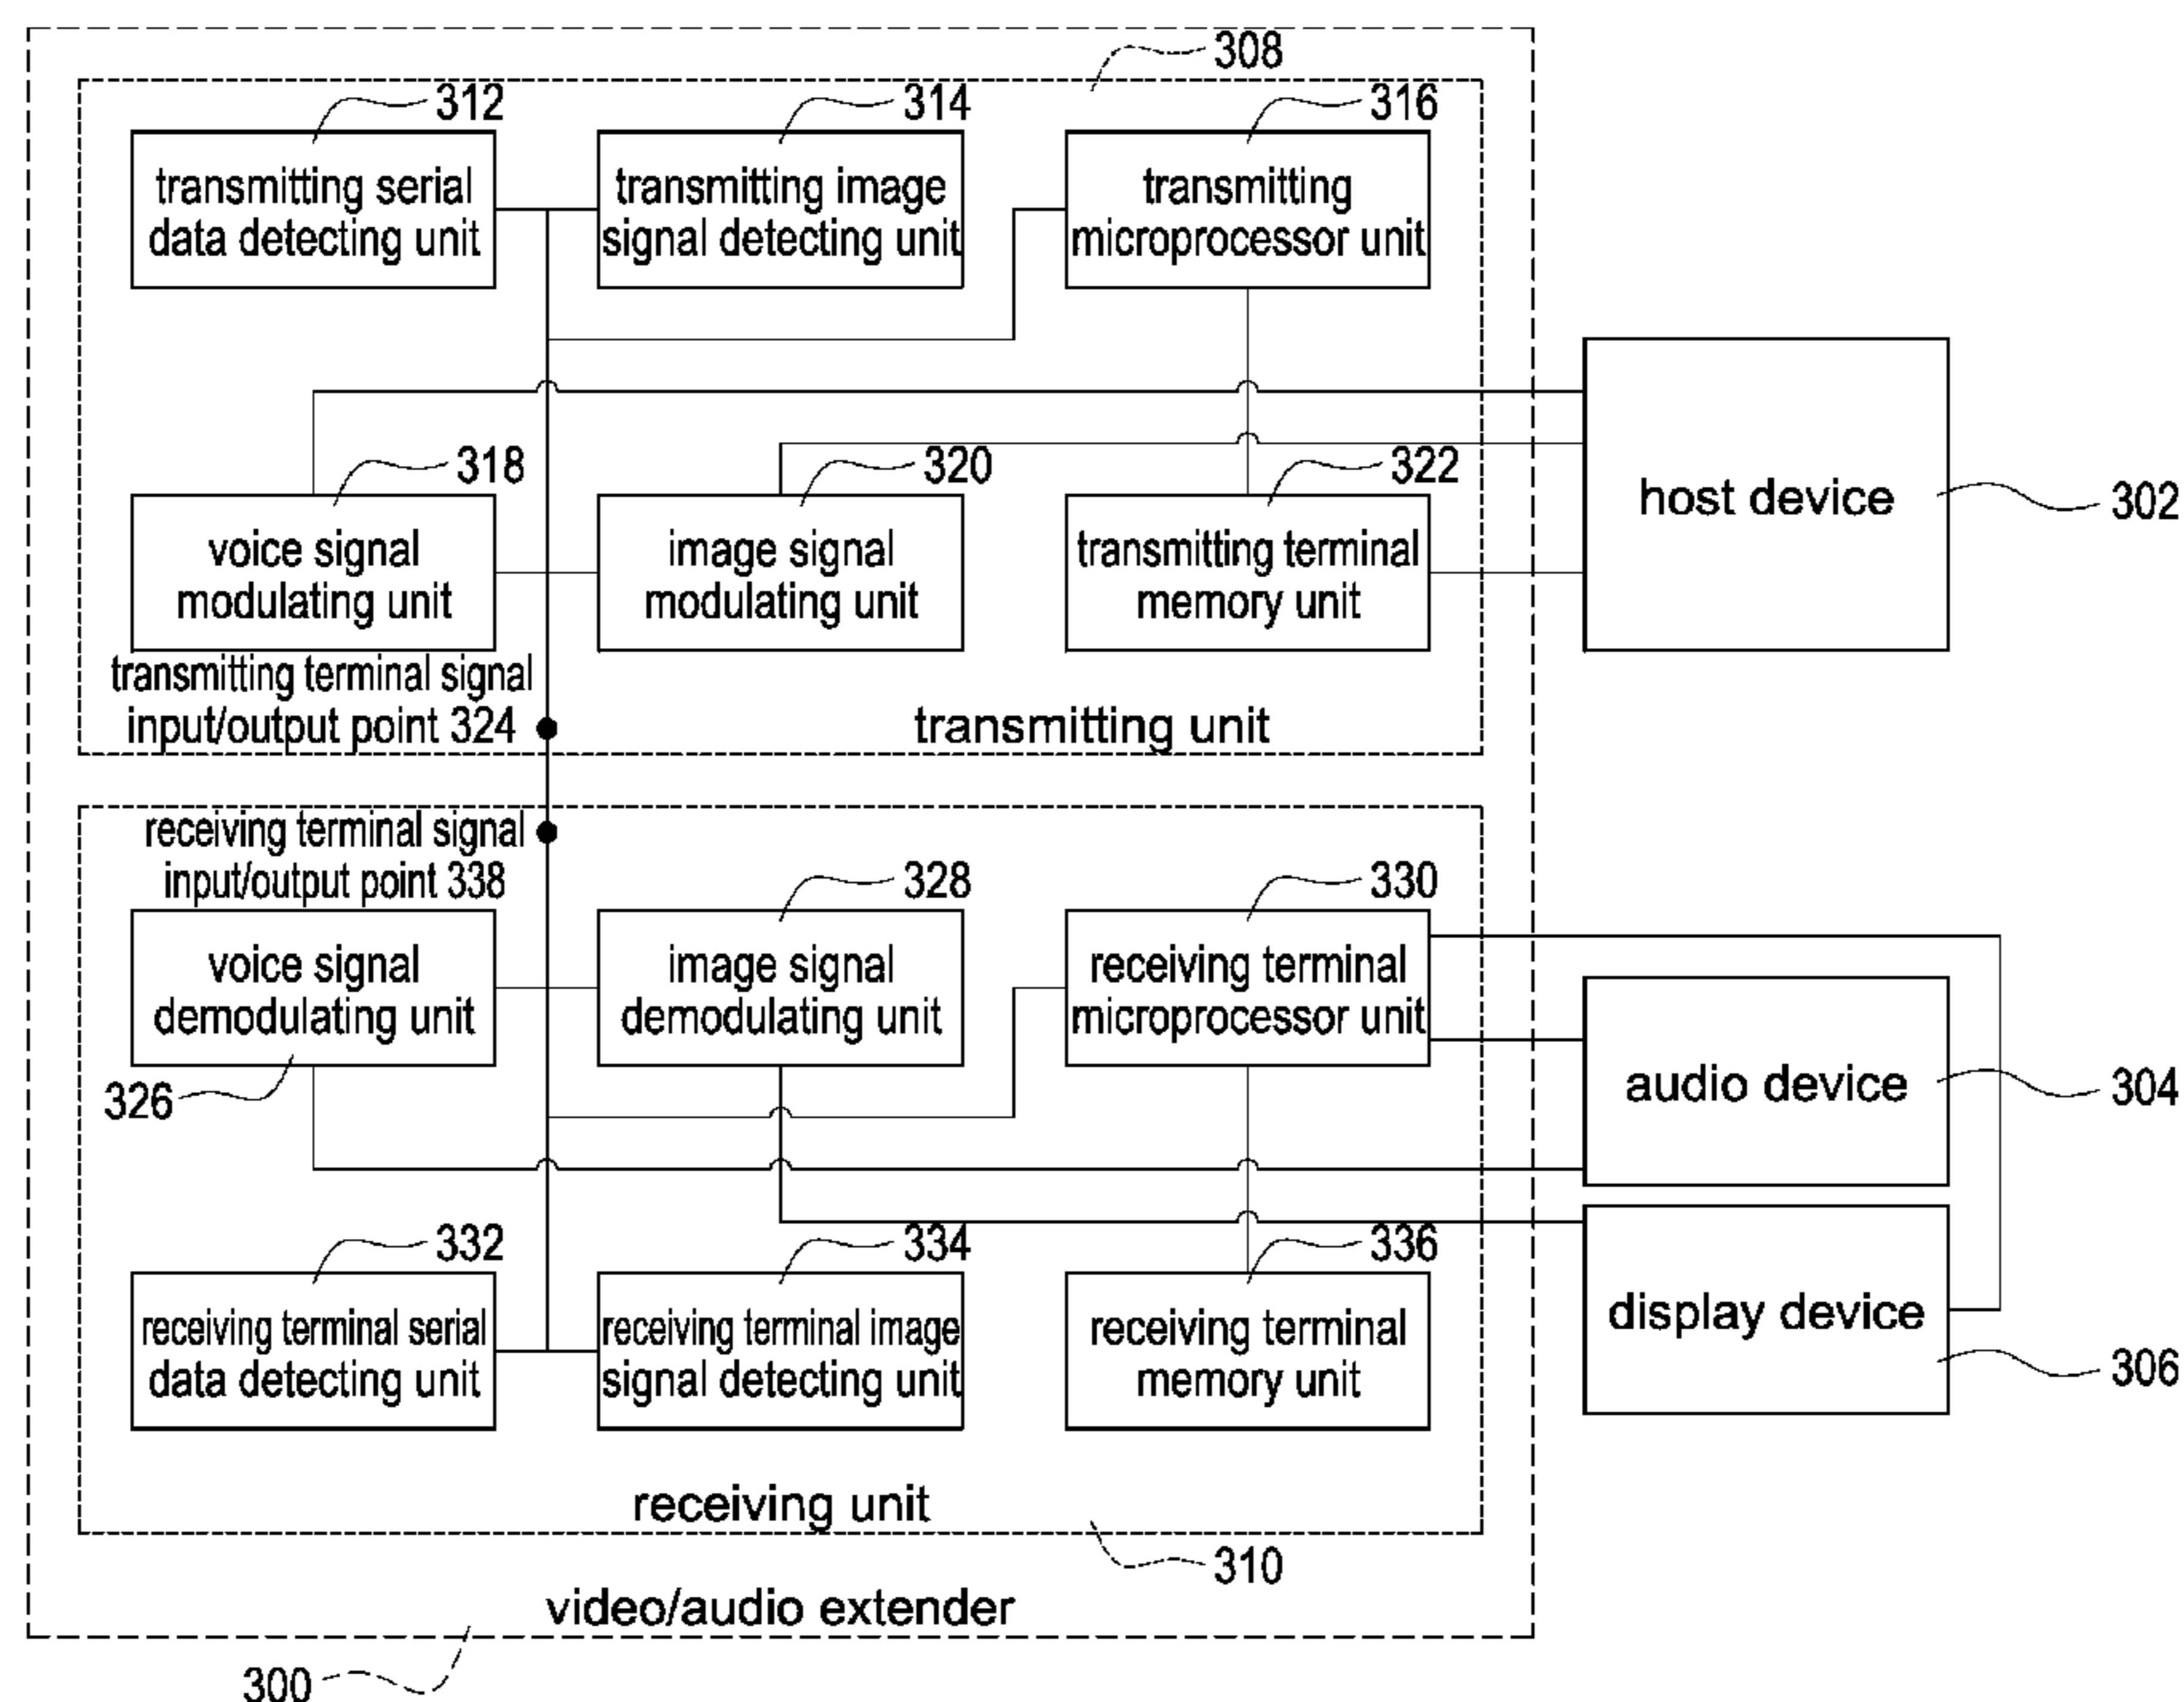 308
312
314
316
transmitting serial
data detecting unit
transmitting image
signal detecting unit
transmitting
microprocessor unit
318
320
322
voice signal
modulating unit
image signal
modulating unit
transmitting terminal
memory unit
host device
302
transmitting terminal signal
input/output point 324
transmitting unit
receiving terminal signal
input/output point 338
328
330
voice signal
demodulating unit
image signal
demodulating unit
receiving terminal
microprocessor unit
326
audio device
304
332
334
336
receiving terminal serial
data detecting unit
receiving terminal image
signal detecting unit
receiving terminal
memory unit
display device
306
receiving unit
310
video/audio extender
300